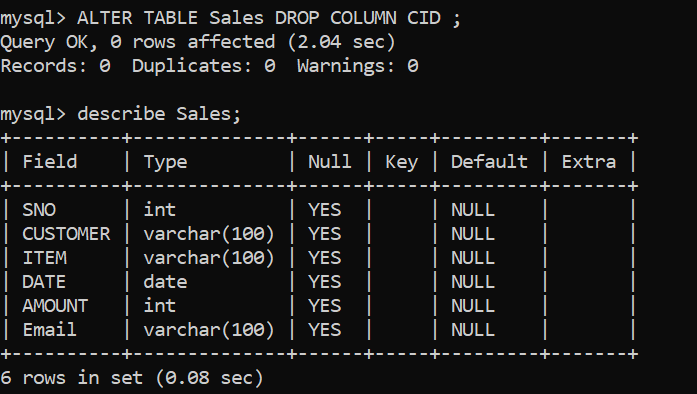 mysql> ALTER TABLE Sales DROP COLUMN CID ;
Query OK, 0 rows affected (2.04 sec)
Records: 0  Duplicates: 0  Warnings: 0

mysql> describe Sales;
+----------+--------------+------+-----+---------+-------+
| Field    | Type         | Null | Key | Default | Extra |
+----------+--------------+------+-----+---------+-------+
| SNO      | int          | YES  |     | NULL    |       |
| CUSTOMER | varchar(100) | YES  |     | NULL    |       |
| ITEM     | varchar(100) | YES  |     | NULL    |       |
| DATE     | date         | YES  |     | NULL    |       |
| AMOUNT   | int          | YES  |     | NULL    |       |
| Email    | varchar(100) | YES  |     | NULL    |       |
+----------+--------------+------+-----+---------+-------+
6 rows in set (0.08 sec)